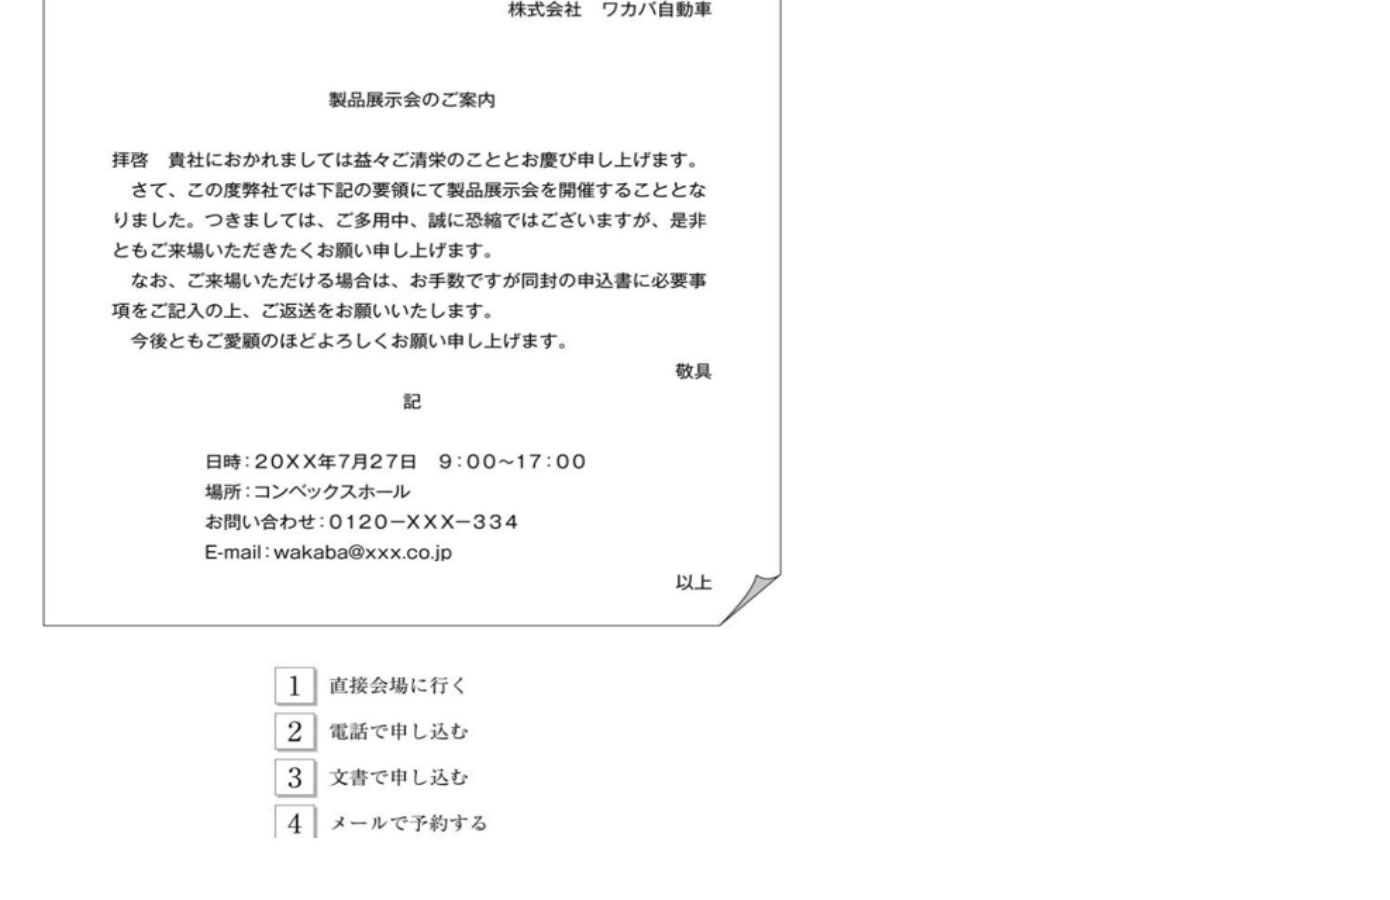 株式会社　ワカバ自動車
製品展示会のご案内
拝啓　貴社におかれましては益々ご清栄のこととお慶び申し上げます。
　さて、この度弊社では下記の要領にて製品展示会を開催することとな
りました。つきましては、ご多用中、誠に恐縮ではございますが、是非
ともご来場いただきたくお願い申し上げます。
　なお、ご来場いただける場合は、お手数ですが同封の申込書に必要事
項をご記入の上、ご返送をお願いいたします。
　今後ともご愛顧のほどよろしくお願い申し上げます。
敬具
記
日時：20XX年7月27日　9：00～17：00
場所：コンベックスホール
お問い合わせ：0120－XXX－334
E-mail：wakaba@xxx.co.jp
以上
1 直接会場に行く
2 電話で申し込む
3 文書で申し込む
4 メールで予約する